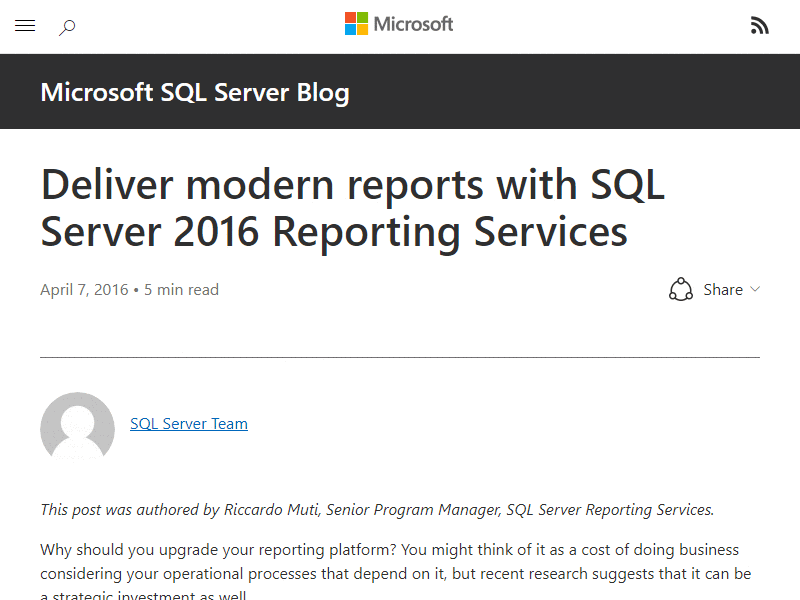 Microsoft
Microsoft SQL Server Blog
Deliver modern reports with SQL
Server 2016 Reporting Services
April 7, 2016 • 5 min read
Share
SQL Server Team
This post was authored by Riccardo Muti, Senior Program Manager, SQL Server Reporting Services.
Why should you upgrade your reporting platform? You might think of it as a cost of doing business
considering your operational processes that depend on it, but recent research suggests that it can be
a strategic investment as well